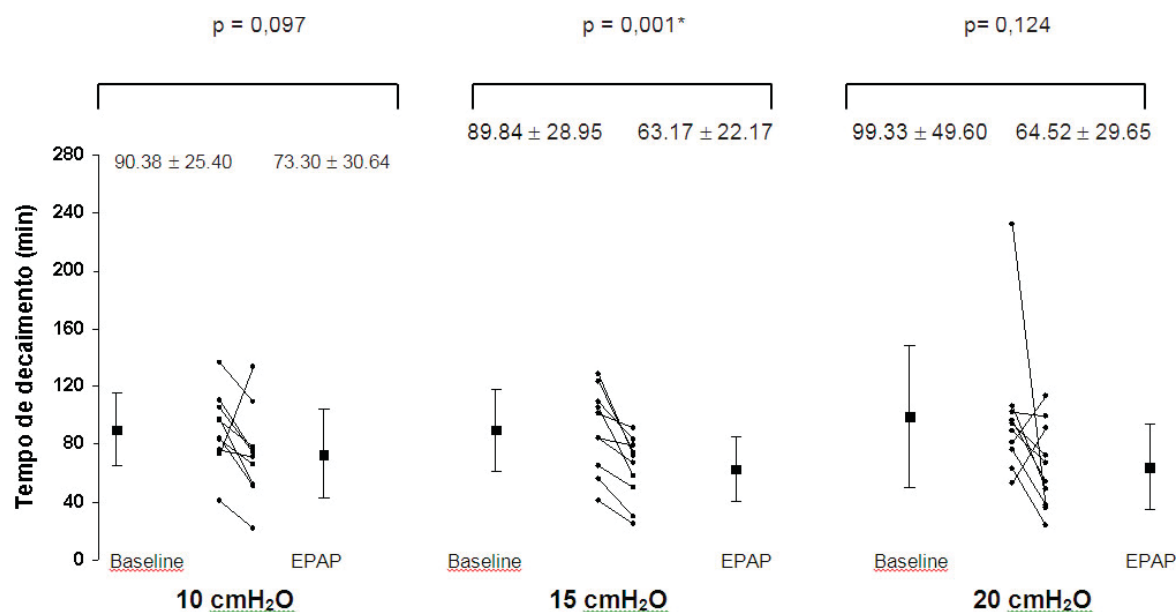 p = 0,097 p = 0,001* p= 0,124
89.84 ± 28.95 63.17 ± 22.17 99.33 ± 49.60 64.52 ± 29.65
90.38 ± 25.40 73.30 ± 30.64
Tempo de decaimento (min)
280
240
200
160
120
80
40
0
Baseline EPAP Baseline EPAP Baseline EPAP
10 cmH₂O 15 cmH₂O 20 cmH₂O